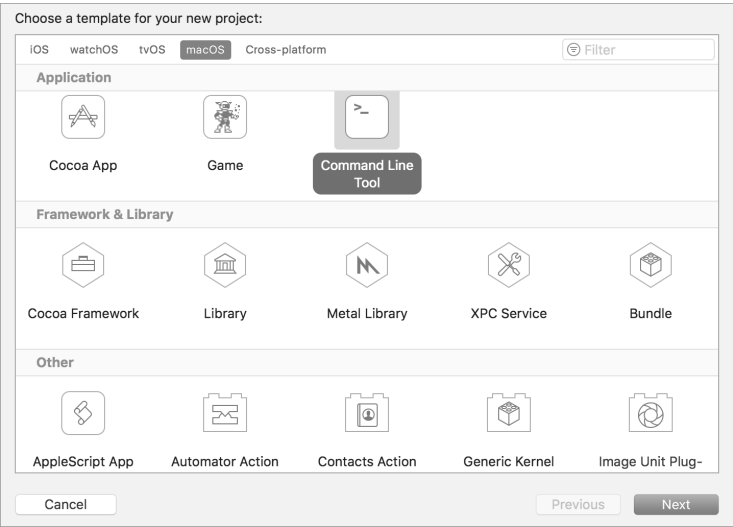 Choose a template for your new project:
iOS watchOS tvOS macOS Cross-platform Filter
Application
>_
Cocoa App Game Command Line
Tool
Framework & Library
Cocoa Framework Library Metal Library XPC Service Bundle
Other
AppleScript App Automator Action Contacts Action Generic Kernel Image Unit Plug-
Cancel Previous Next